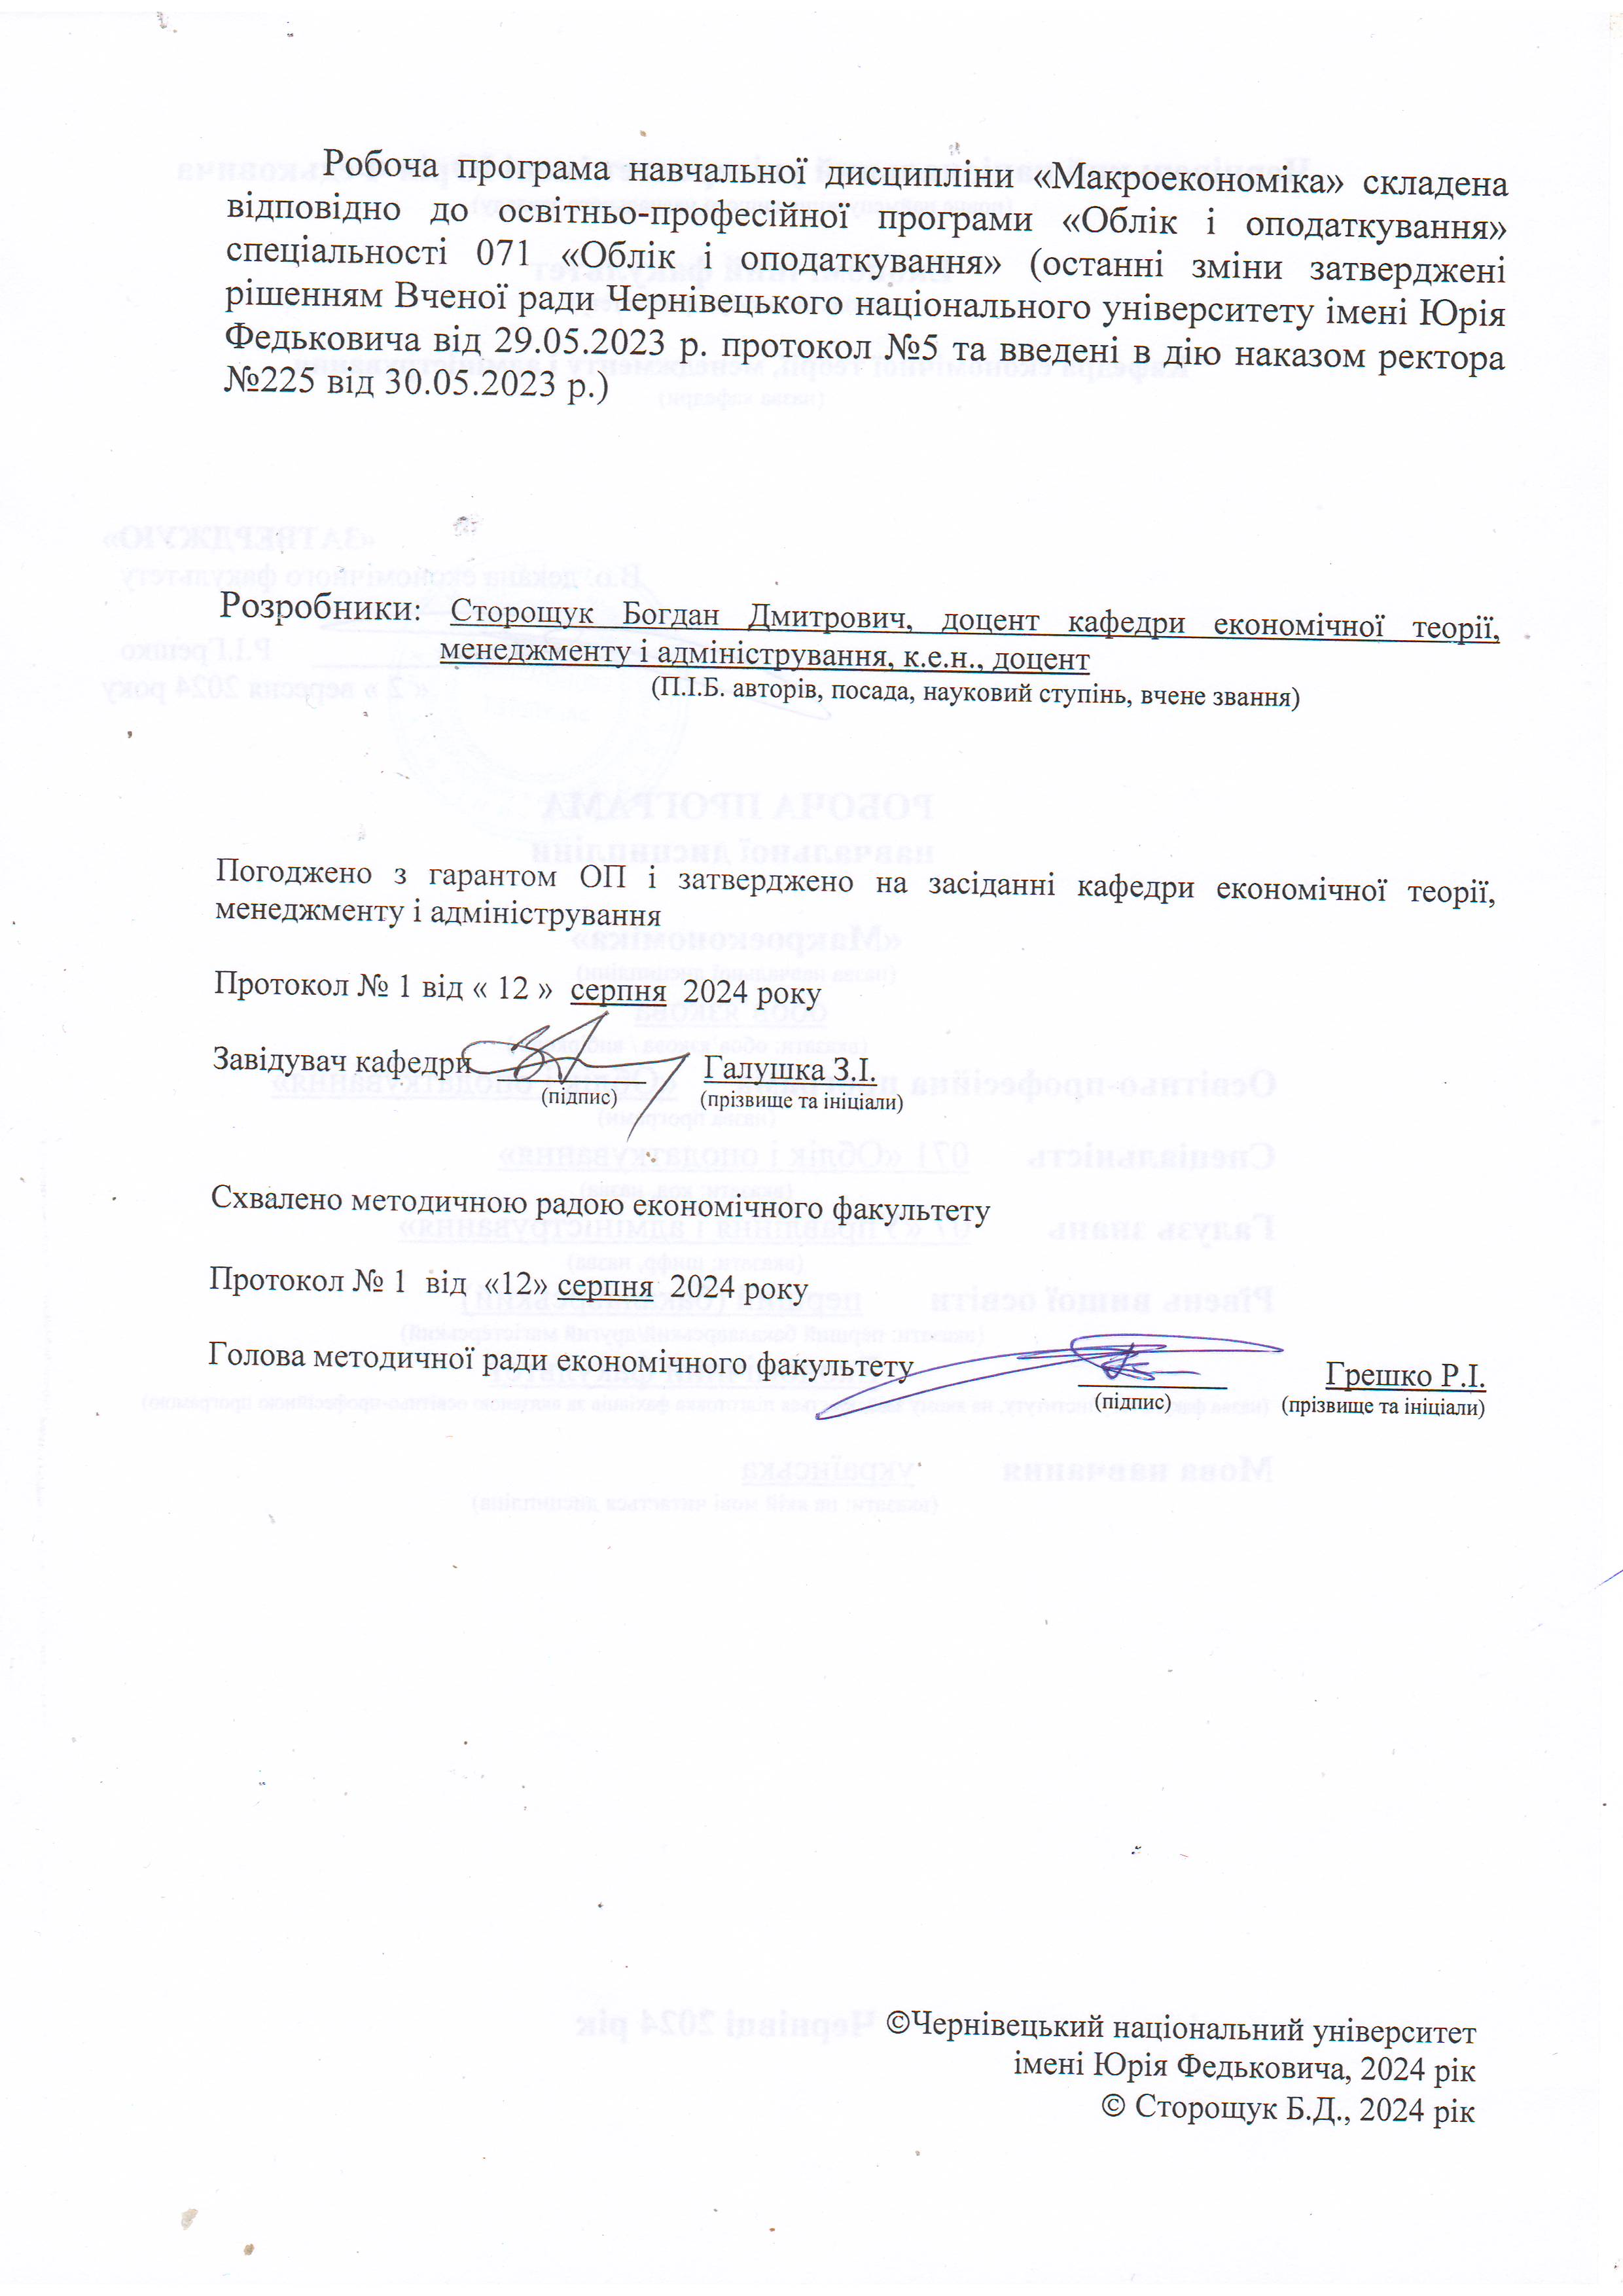 Робоча програма навчальної дисципліни «Макроекономіка» складена
відповідно до освітньо-професійної програми «Облік і оподаткування»
спеціальності 071 «Облік і оподаткування» (останні зміни затверджені
рішенням Вченої ради Чернівецького національного університету імені Юрія
Федьковича від 29.05.2023 р. протокол №5 та введені в дію наказом ректора
№225 від 30.05.2023 р.)
Розробники: Сторощук Богдан Дмитрович, доцент кафедри економічної теорії,
менеджменту і адміністрування, к.е.н., доцент
(П.І.Б. авторів, посада, науковий ступінь, вчене звання)
Погоджено з гарантом ОП і затверджено на засіданні кафедри економічної теорії,
менеджменту і адміністрування
Протокол № 1 від « 12 » серпня 2024 року
Завідувач кафедри Галушка З.І.
(підпис) (прізвище та ініціали)
Схвалено методичною радою економічного факультету
Протокол № 1 від «12» серпня 2024 року
Голова методичної ради економічного факультету Грешко Р.І.
(підпис) (прізвище та ініціали)
©Чернівецький національний університет
імені Юрія Федьковича, 2024 рік
© Сторощук Б.Д., 2024 рік